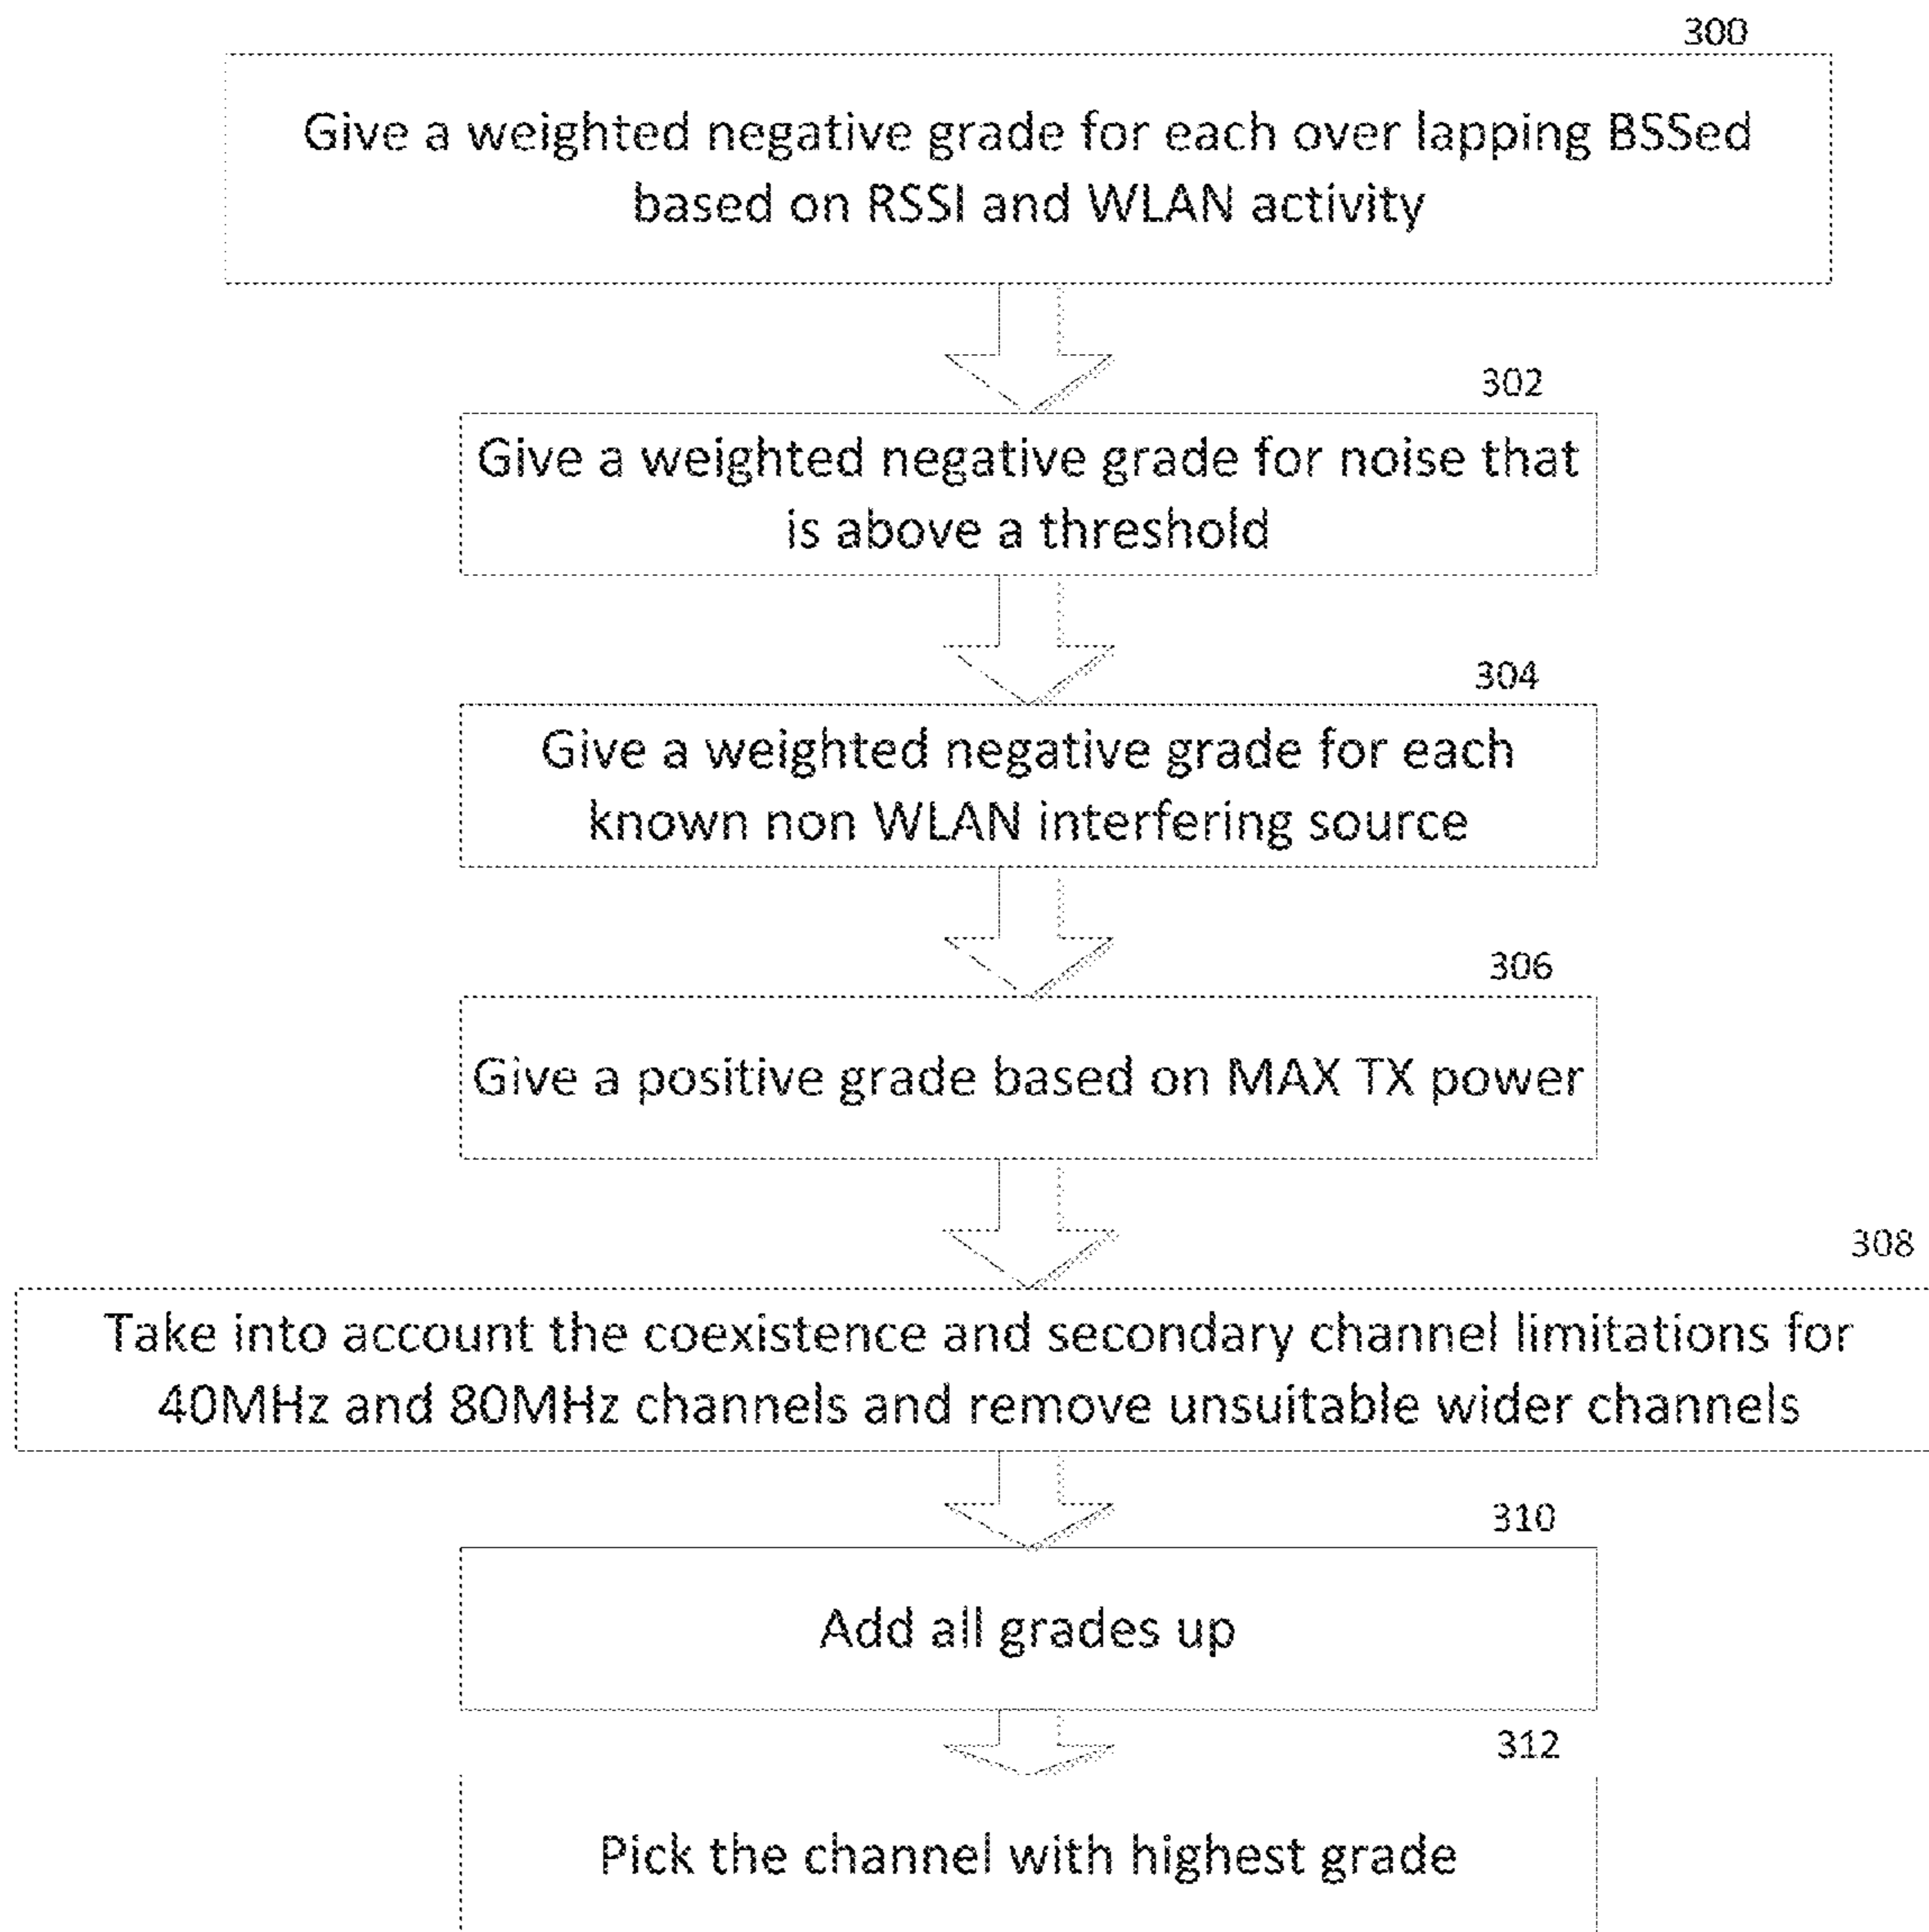 300
Give a weighted negative grade for each over lapping BSSed
based on RSSI and WLAN activity
302
Give a weighted negative grade for noise that
is above a threshold
304
Give a weighted negative grade for each
known non WLAN interfering source
306
Give a positive grade based on MAX TX power
308
Take into account the coexistence and secondary channel limitations for
40MHz and 80MHz channels and remove unsuitable wider channels
310
Add all grades up
312
Pick the channel with highest grade